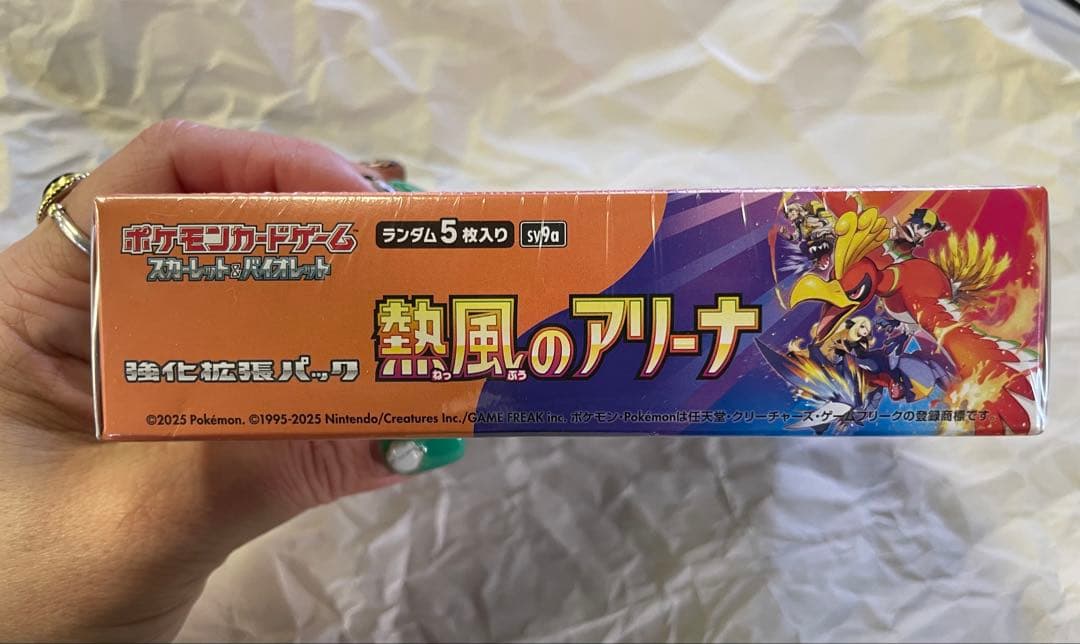 ポケモンカードゲーム
スカーレット&バイオレット
ランダム5枚入り
sv9a
強化拡張パック
熱風のアリーナ
ねっ ぷう
©2025 Pokémon. ©1995-2025 Nintendo/Creatures Inc./GAME FREAK inc. ポケモン・Pokémonは任天堂・クリーチャーズ・ゲームフリークの登録商標です。